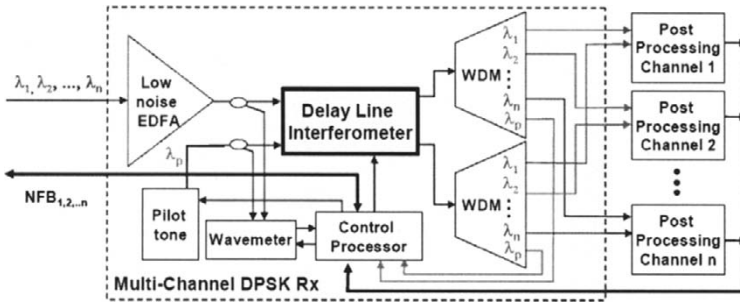 λ₁, λ₂, ..., λₙ
Low
noise
EDFA
λₚ
Delay Line
Interferometer
WDM
λ₁
λ₂
λₙ
λₚ
WDM
λ₁
λ₂
λₙ
λₚ
Post
Processing
Channel 1
Post
Processing
Channel 2
Post
Processing
Channel n
NFB₁,₂,..ₙ
Pilot
tone
Wavemeter
Control
Processor
Multi-Channel DPSK Rx